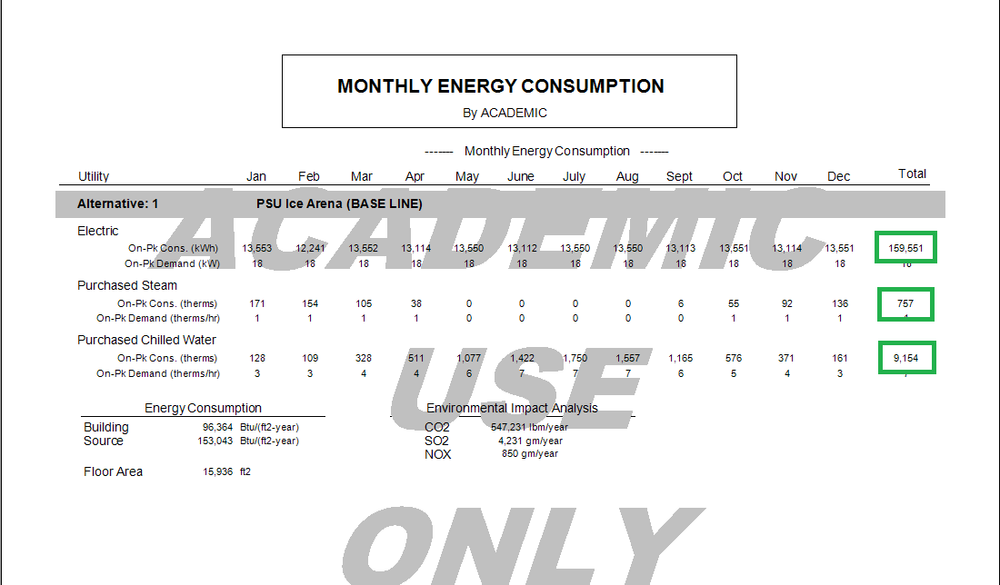 MONTHLY ENERGY CONSUMPTION
By ACADEMIC
------- Monthly Energy Consumption -------
Utility Jan Feb Mar Apr May June July Aug Sept Oct Nov Dec Total
Alternative: 1 PSU Ice Arena (BASE LINE)
Electric
On-Pk Cons. (kWh) 13,553 12,241 13,552 13,114 13,550 13,112 13,550 13,550 13,113 13,551 13,114 13,551 159,551
On-Pk Demand (kW) 18 18 18 18 18 18 18 18 18 18 18 18 18
Purchased Steam
On-Pk Cons. (therms) 171 154 105 38 0 0 0 0 6 55 92 136 757
On-Pk Demand (therms/hr) 1 1 1 1 0 0 0 0 0 1 1 1 1
Purchased Chilled Water
On-Pk Cons. (therms) 128 109 328 511 1,077 1,422 1,750 1,557 1,165 576 371 161 9,154
On-Pk Demand (therms/hr) 3 3 4 4 6 7 7 7 6 5 4 3 7
Energy Consumption Environmental Impact Analysis
Building 96,364 Btu/(ft2-year) CO2 547,231 lbm/year
Source 153,043 Btu/(ft2-year) SO2 4,231 gm/year
NOX 850 gm/year
Floor Area 15,936 ft2
ACADEMIC
USE
ONLY